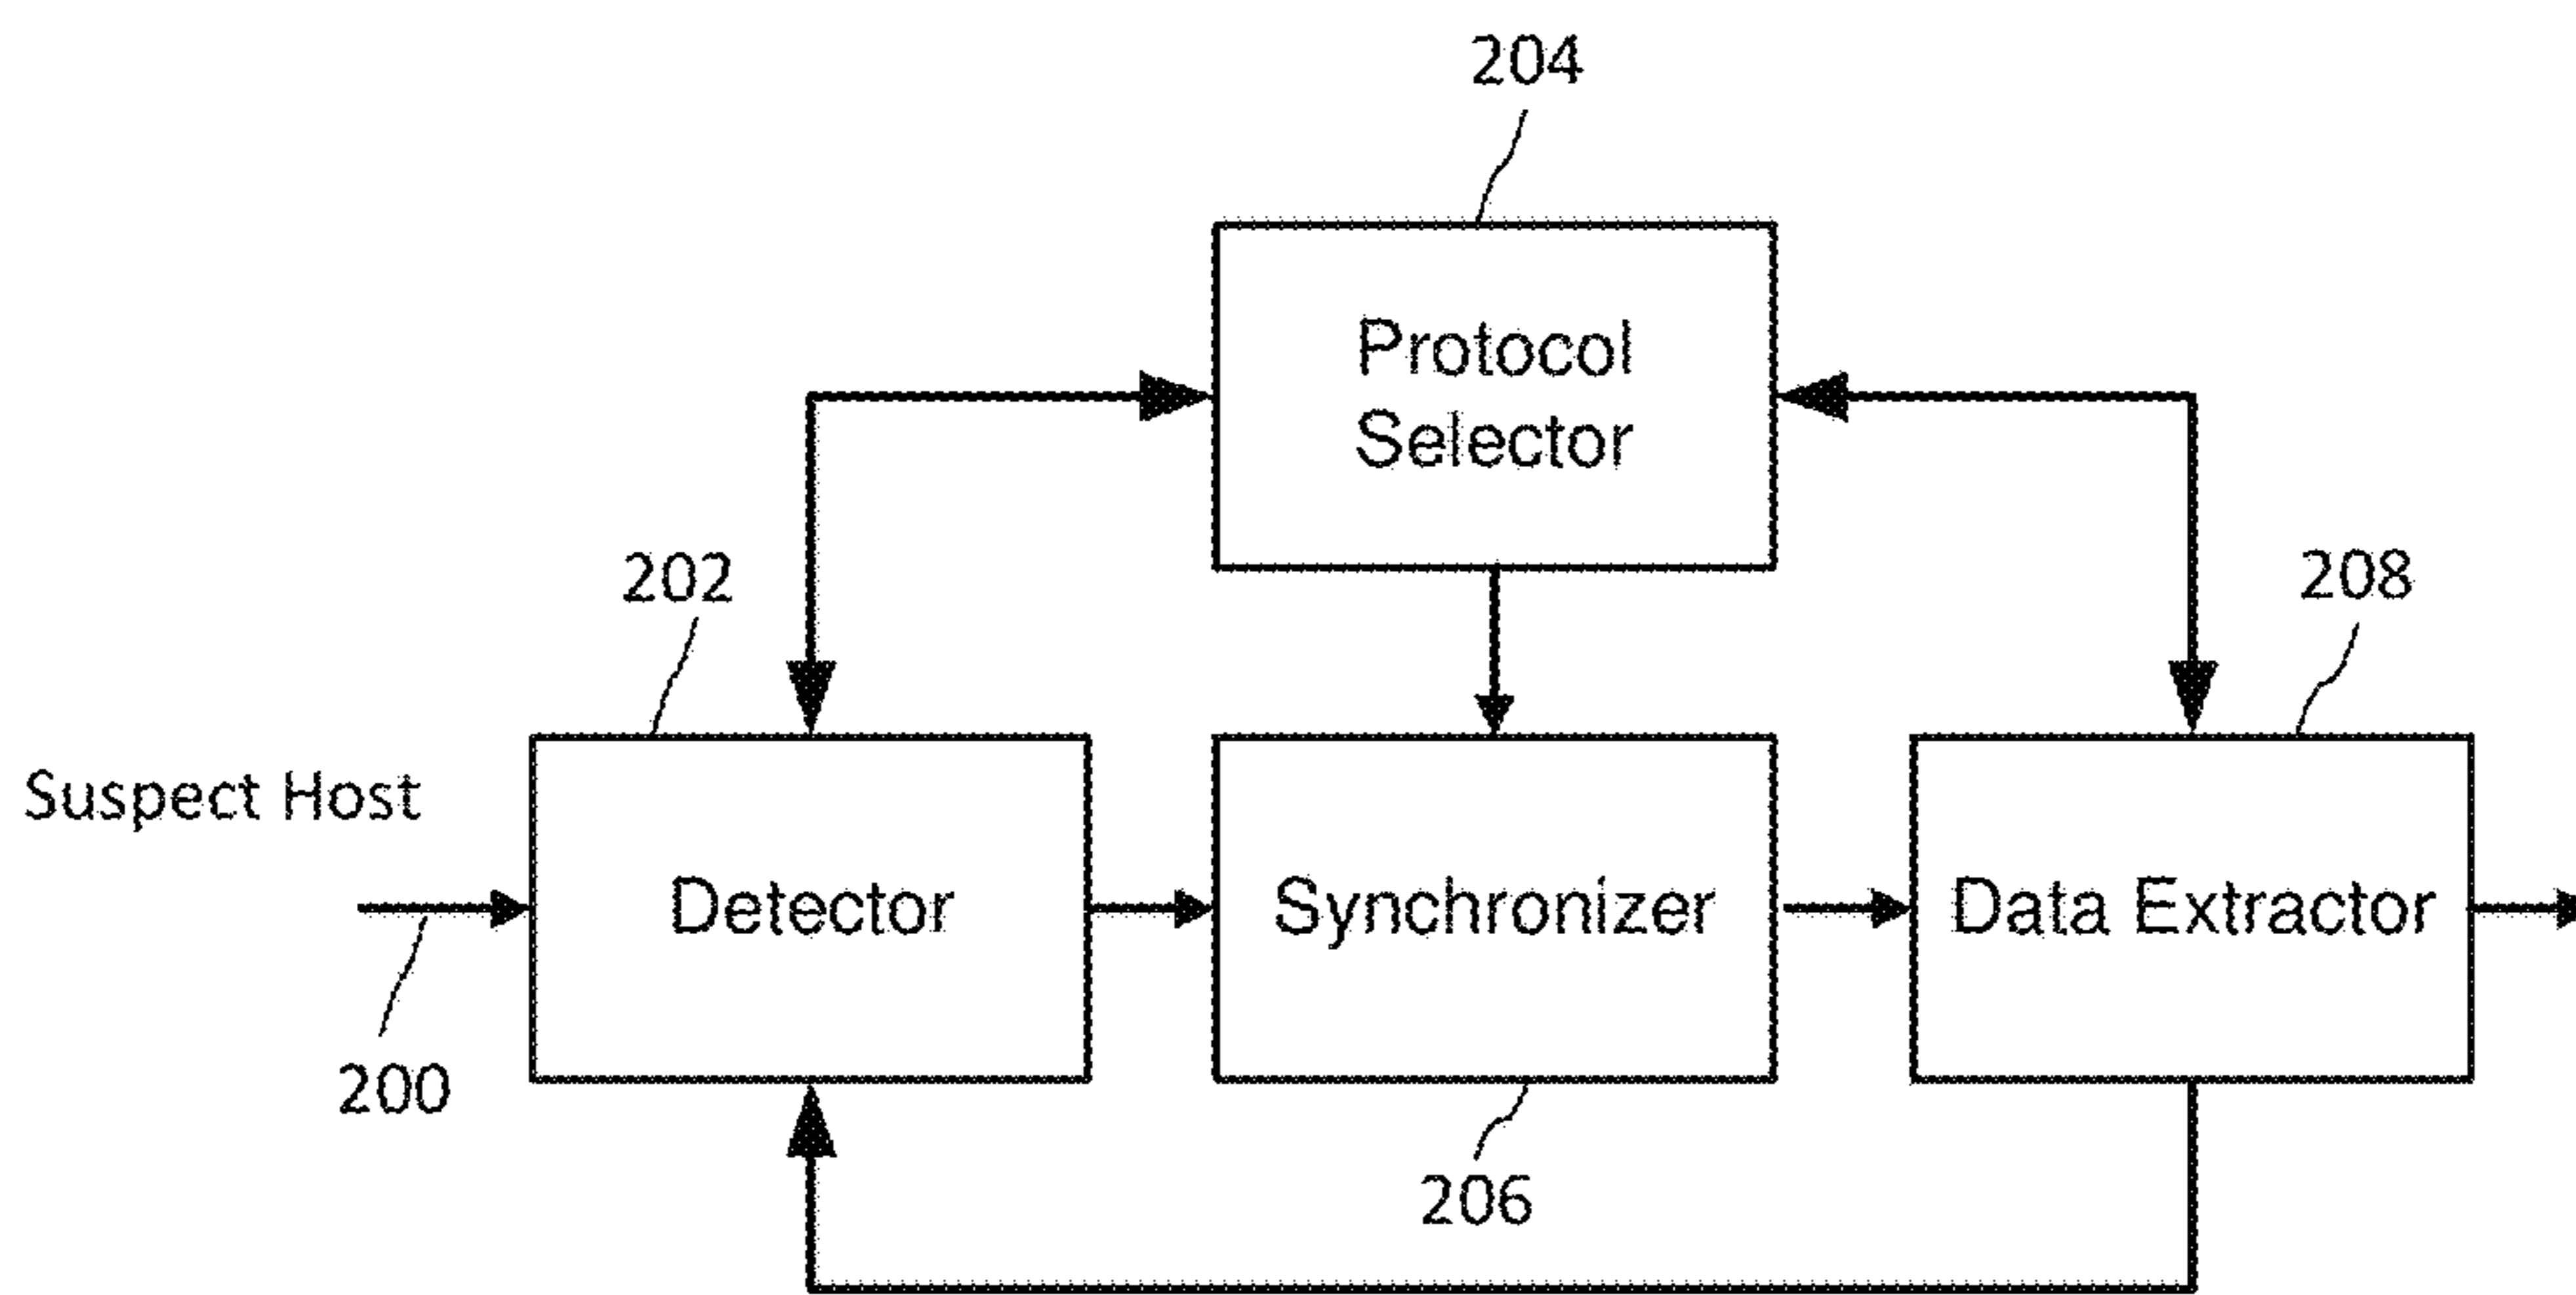 204
Protocol
Selector
202
208
Suspect Host
Detector
Synchronizer
Data Extractor
200
206